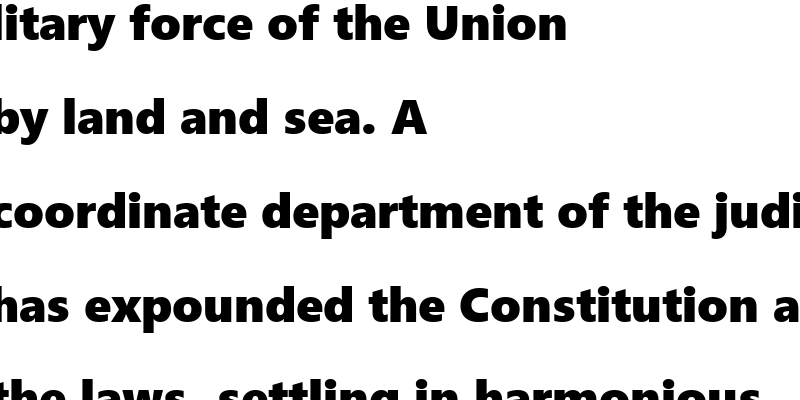 litary force of the Union
by land and sea. A
coordinate department of the judi
has expounded the Constitution a
the laws, settling in harmonious